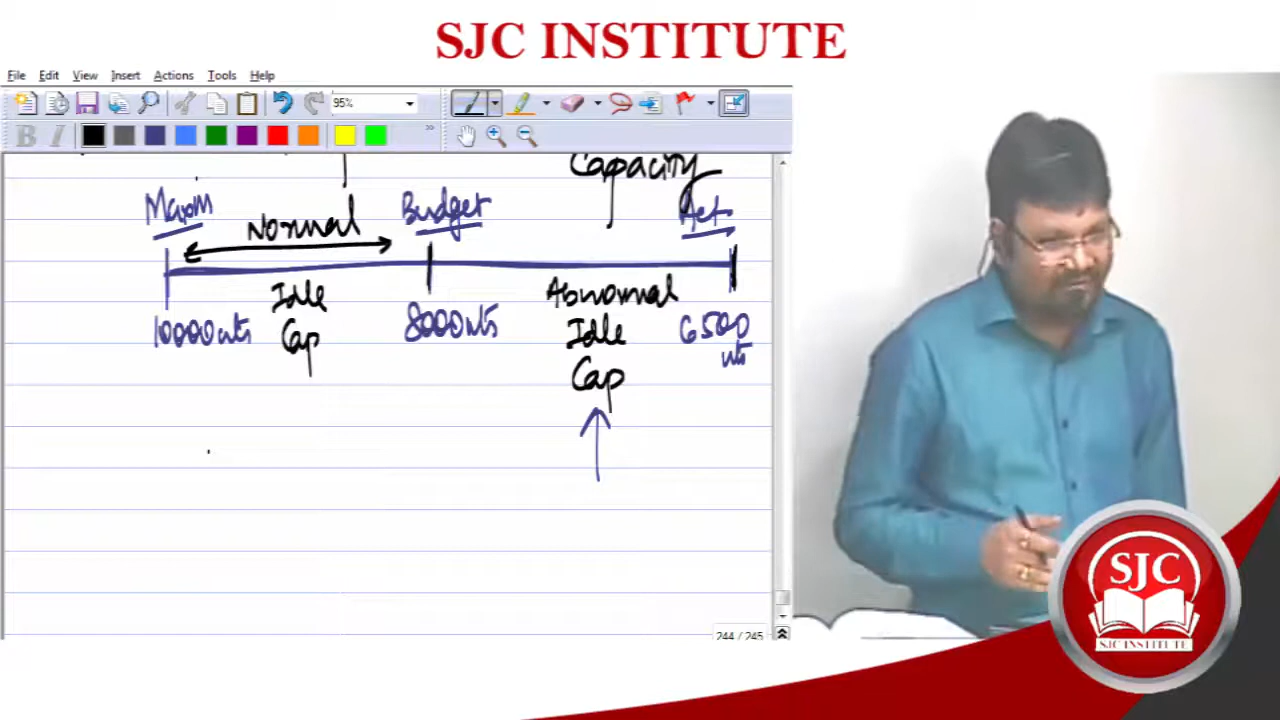 SJC INSTITUTE
File Edit View Insert Actions Tools Help
95%
B I
Capacity
Maxm Normal Budget Act
Idle
Cap
Abnormal
Idle
Cap
10000 uts 8000 uts 6500
uts
244 / 245
SJC
SJC INSTITUTE